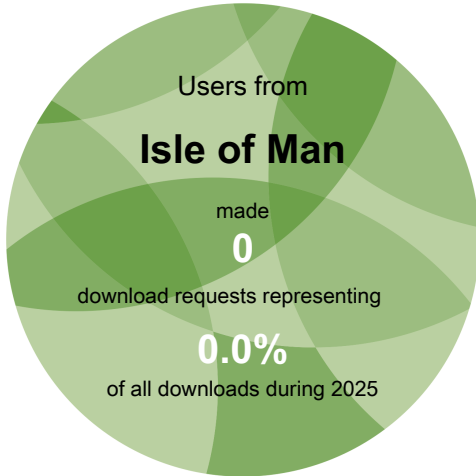 Users from
Isle of Man
made
0
download requests representing
0.0%
of all downloads during 2025